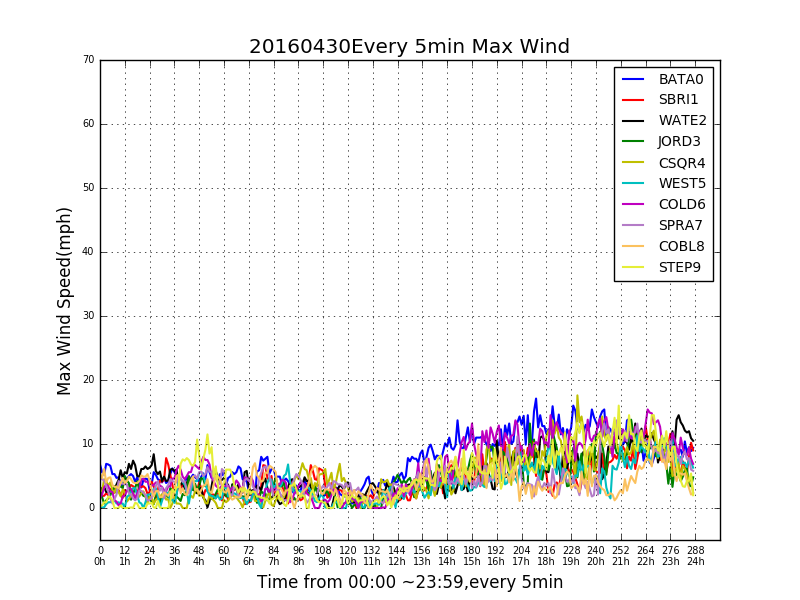 20160430Every 5min Max Wind
70
60
50
40
30
20
10
0
Max Wind Speed(mph)
BATA0
SBRI1
WATE2
JORD3
CSQR4
WEST5
COLD6
SPRA7
COBL8
STEP9
0 12 24 36 48 60 72 84 96 108 120 132 144 156 168 180 192 204 216 228 240 252 264 276 288
0h 1h 2h 3h 4h 5h 6h 7h 8h 9h 10h 11h 12h 13h 14h 15h 16h 17h 18h 19h 20h 21h 22h 23h 24h
Time from 00:00 ~23:59,every 5min